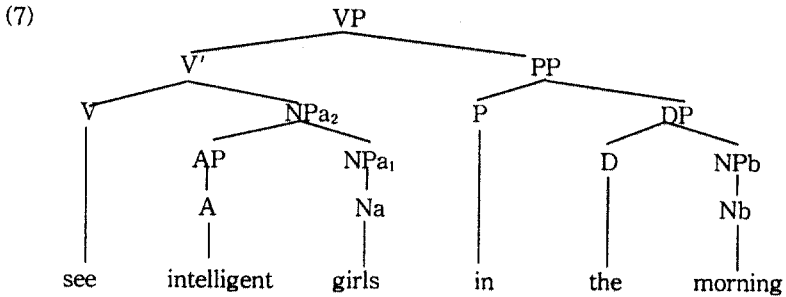 (7) VP
V' PP
V NPa₂ P DP
AP NPa₁ D NPb
A Na Nb
see intelligent girls in the morning